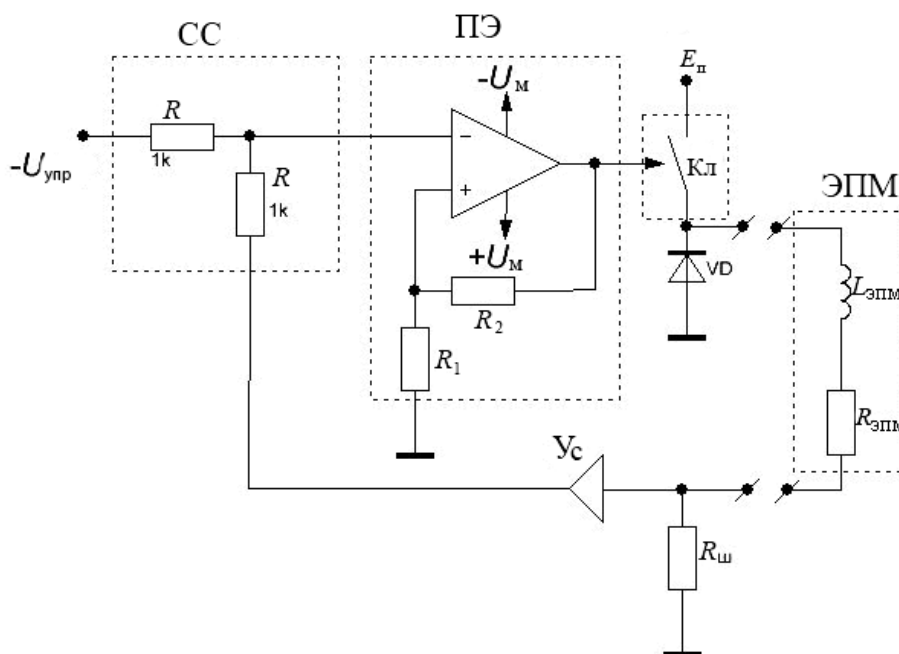 СС
ПЭ
-Uм
Eп
R
1k
-Uупр
R
1k
−
+
Кл
ЭПМ
+Uм
VD
Lэпм
R2
R1
Rэпм
Ус
Rш